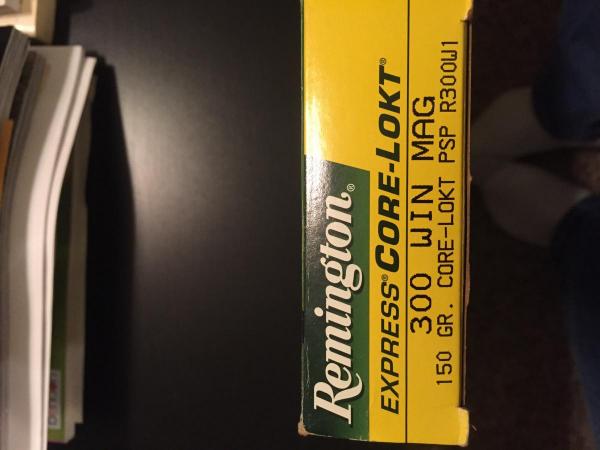 Remington®
EXPRESS® CORE-LOKT®
300 WIN MAG
150 GR. CORE-LOKT PSP R300W1